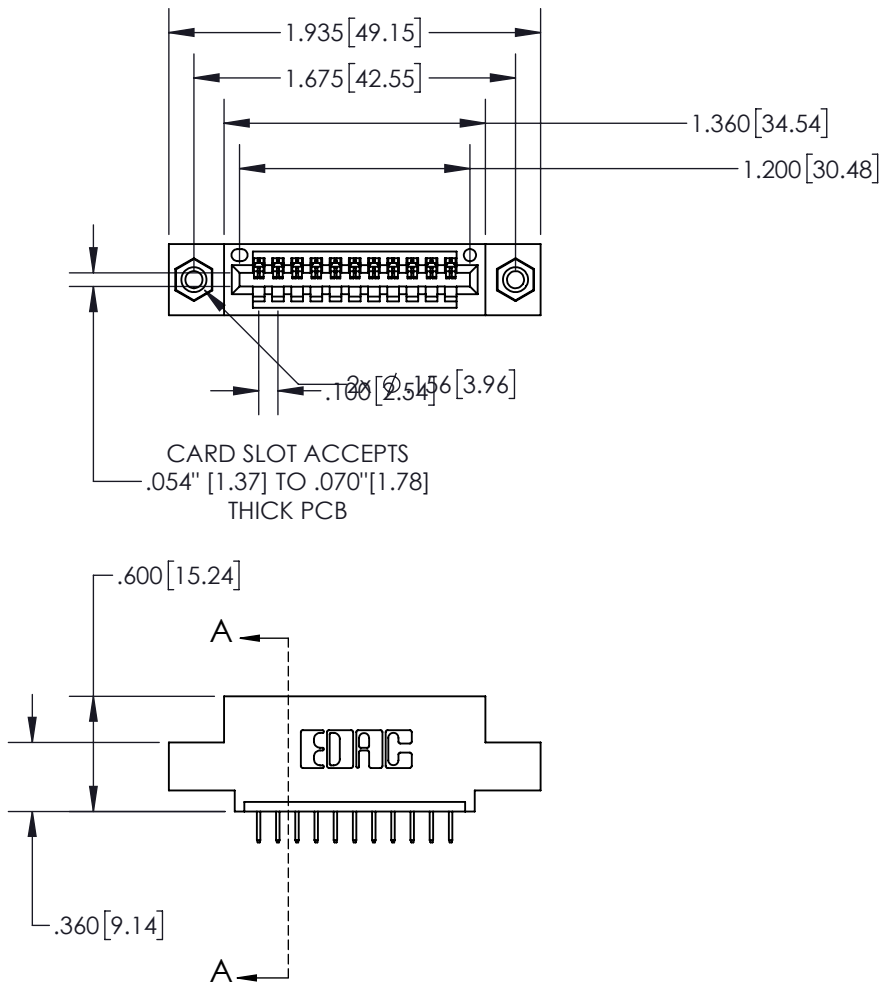 1.935[49.15]
1.675[42.55]
1.360[34.54]
1.200[30.48]
2x Ø .156[3.96]
.100[2.54]
CARD SLOT ACCEPTS
.054" [1.37] TO .070"[1.78]
THICK PCB
.600[15.24]
A
EDAC
.360[9.14]
A